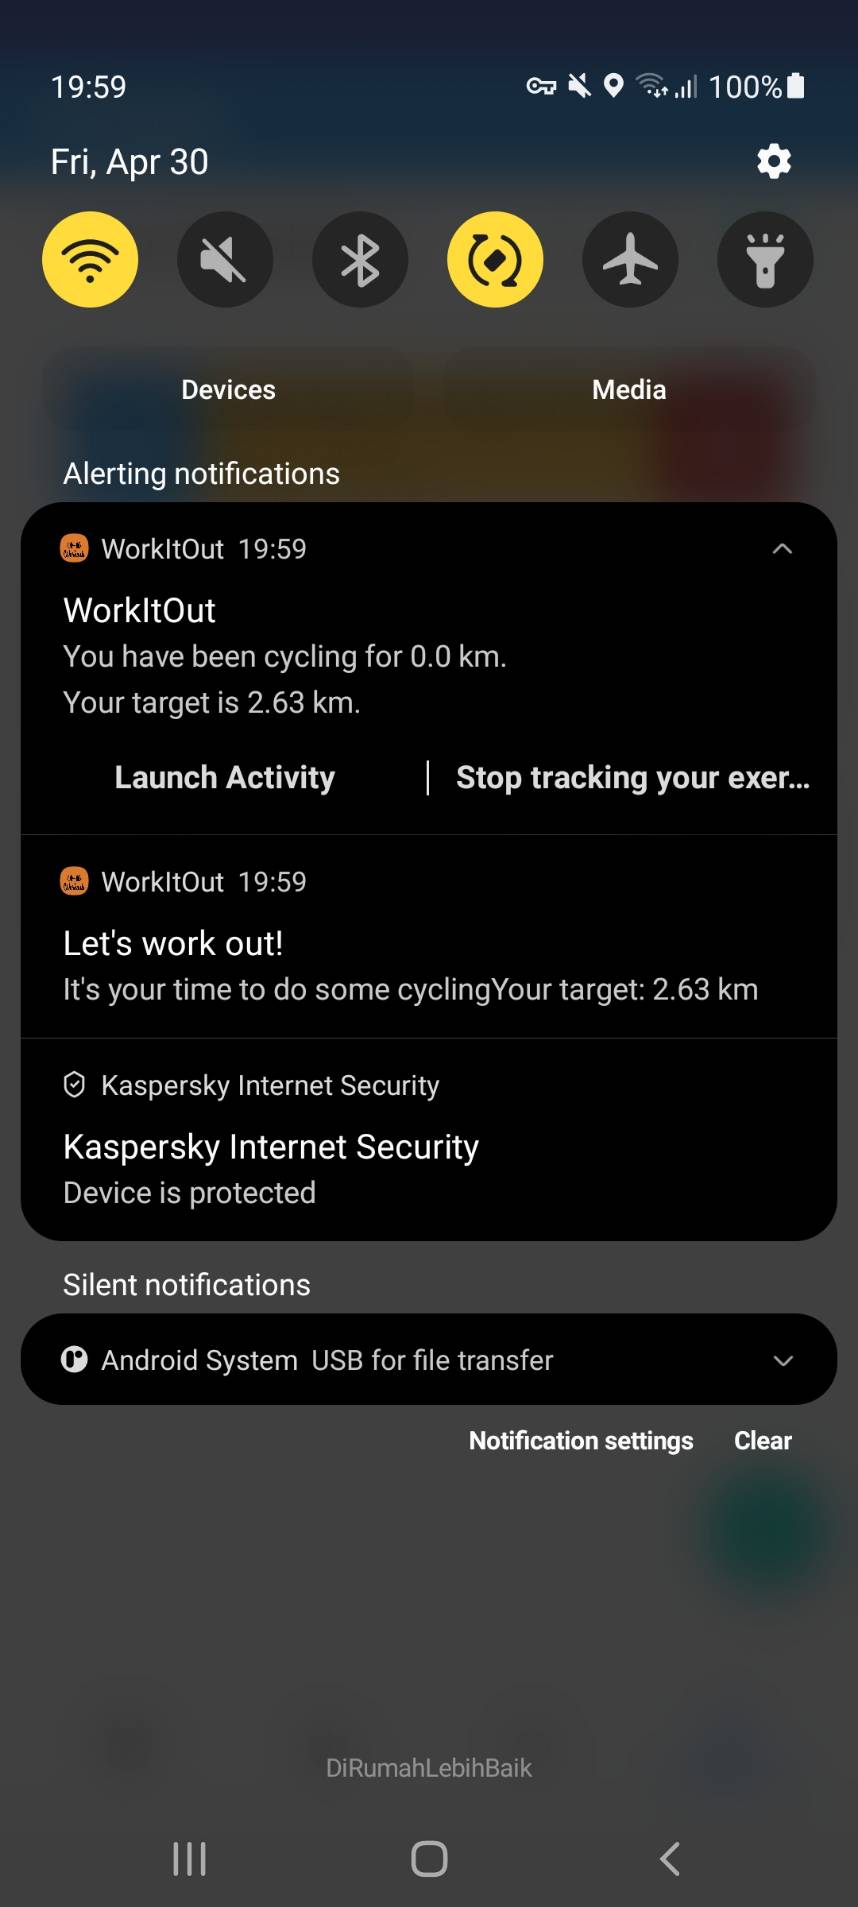 19:59
100%
Fri, Apr 30
Devices
Media
Alerting notifications
WorkItOut 19:59
WorkItOut
You have been cycling for 0.0 km.
Your target is 2.63 km.
Launch Activity
Stop tracking your exer...
WorkItOut 19:59
Let's work out!
It's your time to do some cyclingYour target: 2.63 km
Kaspersky Internet Security
Kaspersky Internet Security
Device is protected
Silent notifications
Android System USB for file transfer
Notification settings
Clear
DiRumahLebihBaik